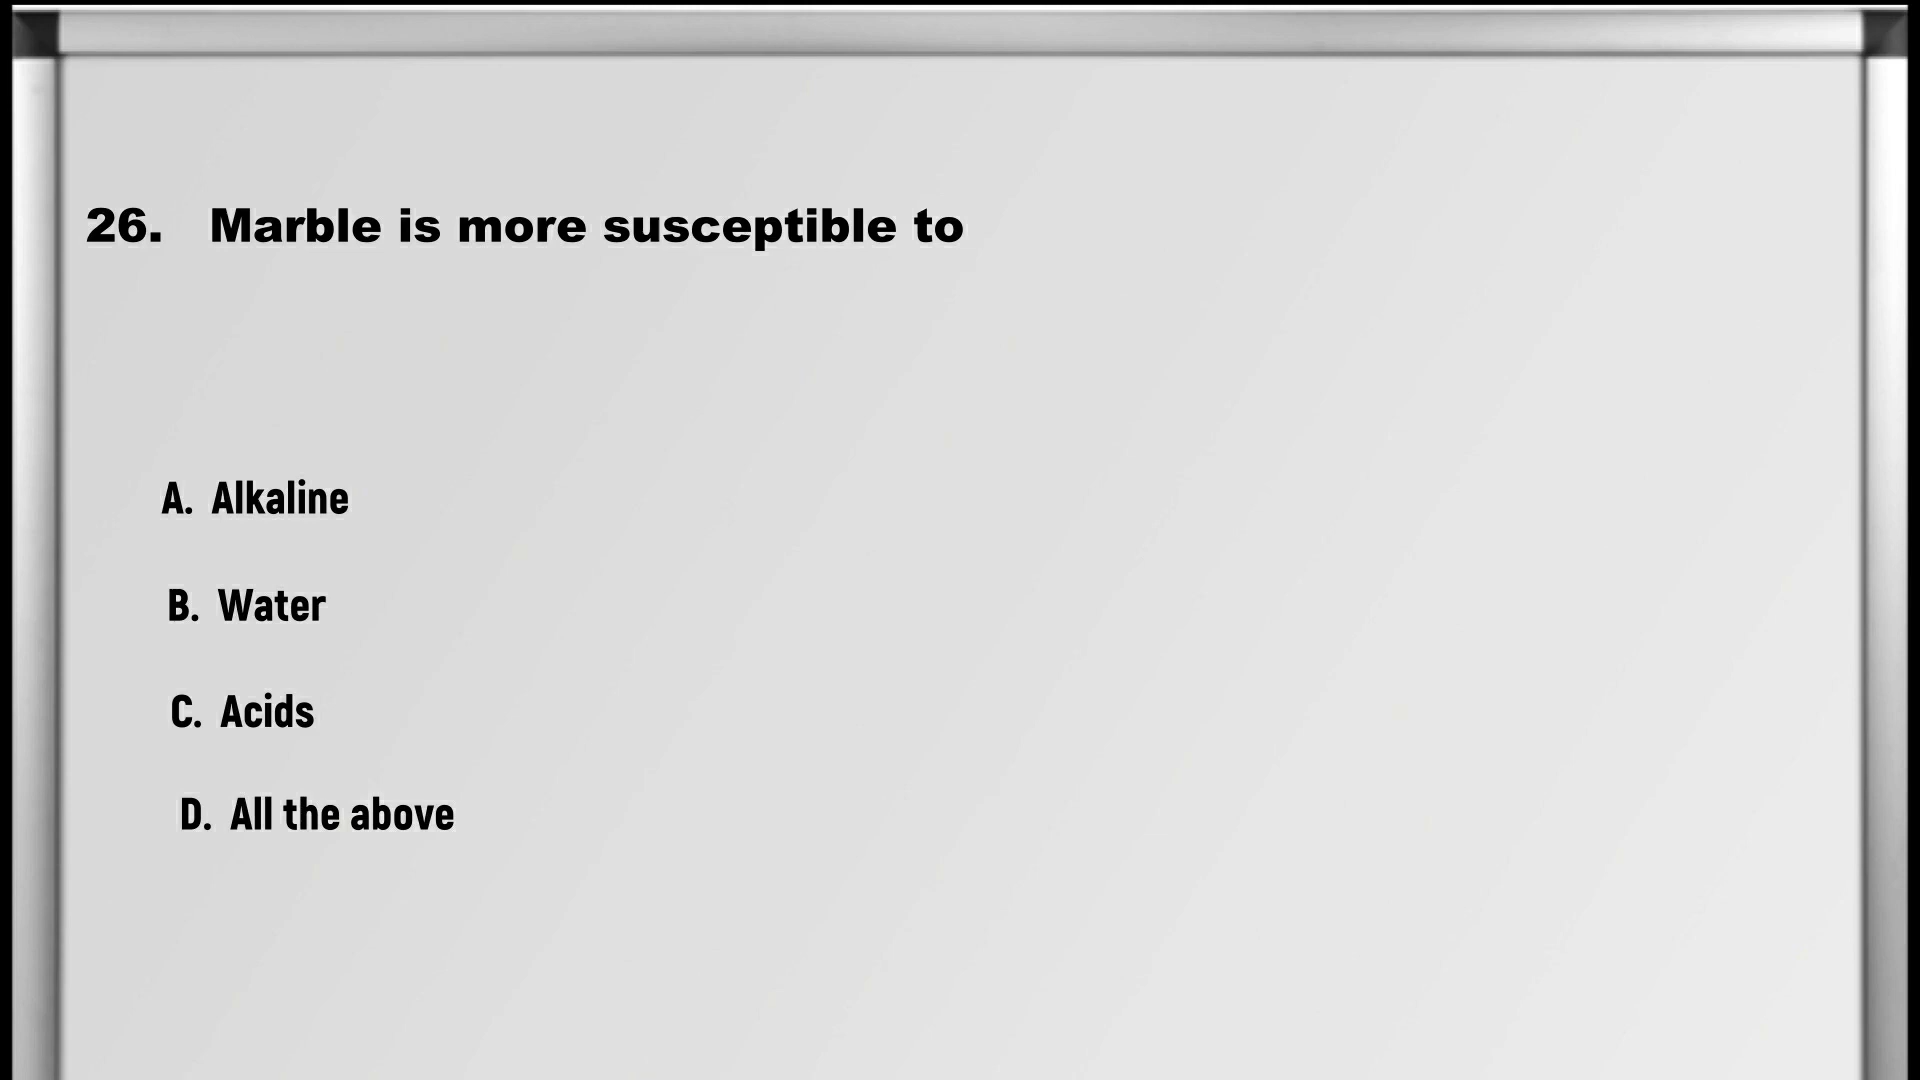 26. Marble is more susceptible to
A. Alkaline
B. Water
C. Acids
D. All the above